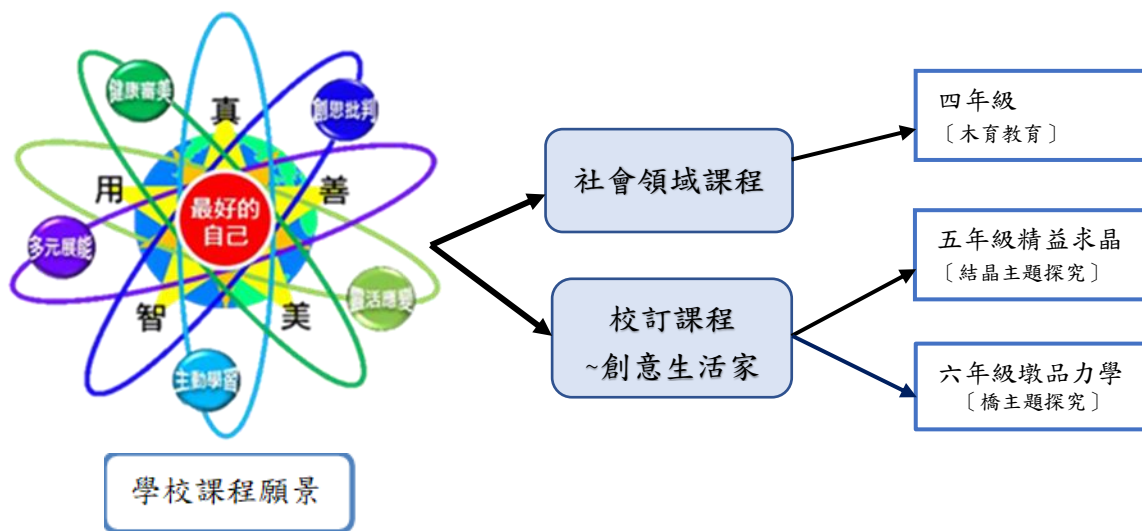 健康審美
真
創思批判
用
善
最好的
自己
多元展能
靈活應變
智
美
主動學習
學校課程願景
社會領域課程
校訂課程
~創意生活家
四年級
〔木育教育〕
五年級精益求晶
〔結晶主題探究〕
六年級墩品力學
〔橋主題探究〕